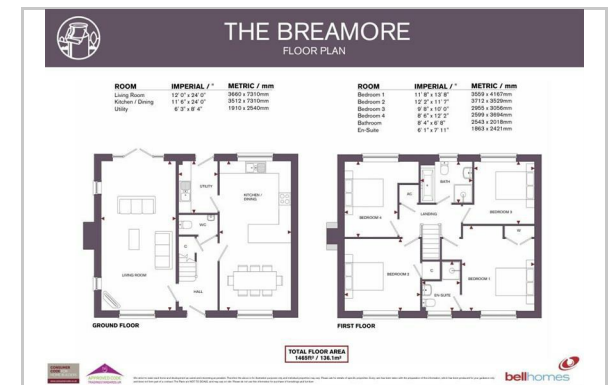 THE BREAMORE
FLOOR PLAN
ROOM IMPERIAL / " METRIC / mm
Living Room 12' 0" x 24' 0" 3660 x 7310mm
Kitchen / Dining 11' 6" x 24' 0" 3512 x 7310mm
Utility 6' 3" x 8' 4" 1910 x 2540mm
ROOM IMPERIAL / " METRIC / mm
Bedroom 1 11' 8" x 13' 8" 3559 x 4167mm
Bedroom 2 12' 2" x 11' 7" 3712 x 3529mm
Bedroom 3 9' 8" x 10' 0" 2955 x 3056mm
Bedroom 4 8' 6" x 12' 2" 2599 x 3694mm
Bathroom 8' 4" x 6' 8" 2543 x 2018mm
En-Suite 6' 1" x 7' 11" 1863 x 2421mm
UTILITY
KITCHEN / DINING
WC
C
LIVING ROOM
HALL
GROUND FLOOR
BATH
BEDROOM 4
LANDING
BEDROOM 3
W
BEDROOM 2
C
BEDROOM 1
EN-SUITE
FIRST FLOOR
TOTAL FLOOR AREA
1465ft² / 136.1m²
CONSUMER
CODE
bellhomes